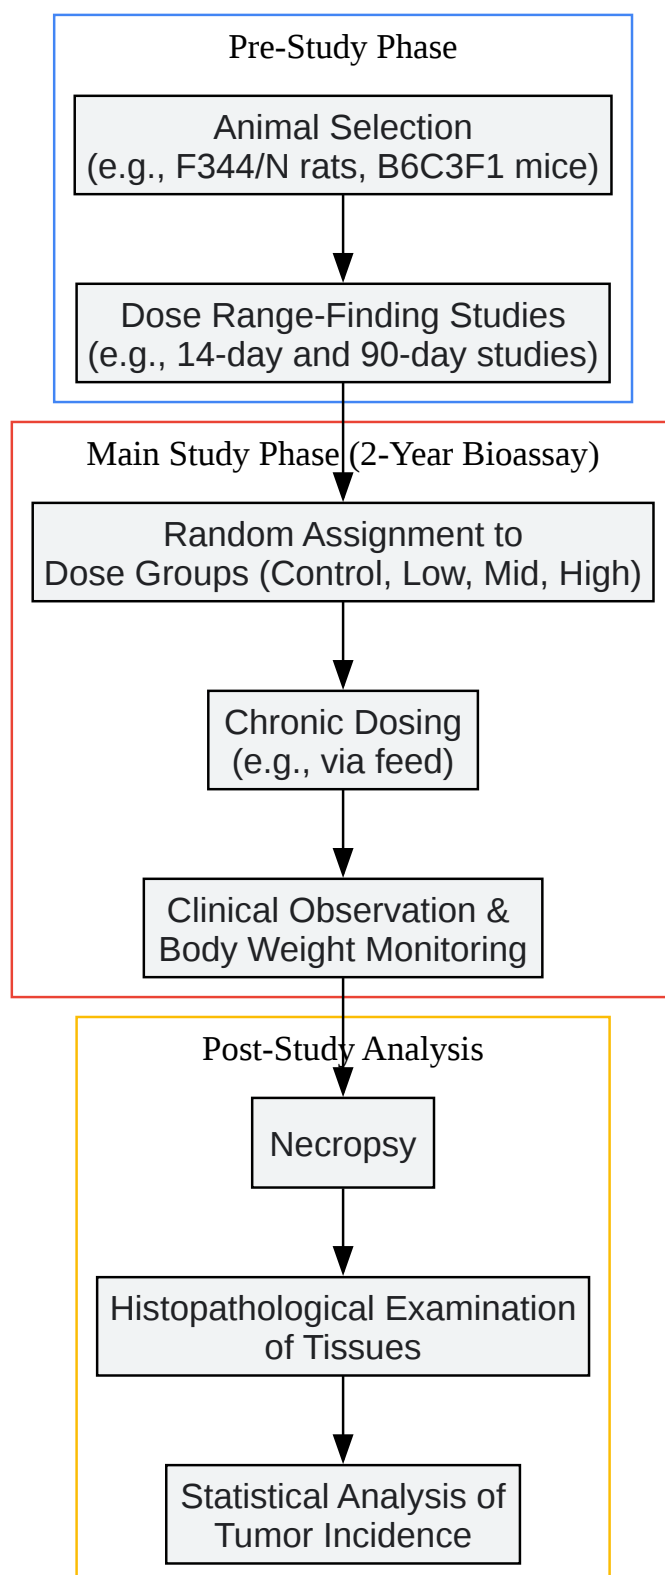 Pre-Study Phase
Animal Selection
(e.g., F344/N rats, B6C3F1 mice)
Dose Range-Finding Studies
(e.g., 14-day and 90-day studies)
Main Study Phase (2-Year Bioassay)
Random Assignment to
Dose Groups (Control, Low, Mid, High)
Chronic Dosing
(e.g., via feed)
Clinical Observation &
Body Weight Monitoring
Post-Study Analysis
Necropsy
Histopathological Examination
of Tissues
Statistical Analysis of
Tumor Incidence